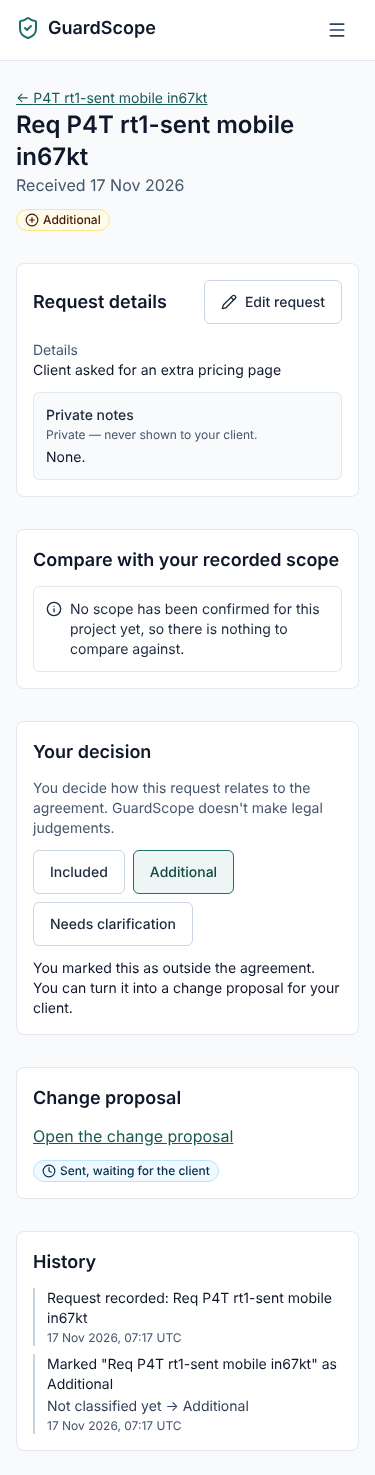 GuardScope
← P4T rt1-sent mobile in67kt
Req P4T rt1-sent mobile
in67kt
Received 17 Nov 2026
Additional
Request details
Edit request
Details
Client asked for an extra pricing page
Private notes
Private — never shown to your client.
None.
Compare with your recorded scope
No scope has been confirmed for this
project yet, so there is nothing to
compare against.
Your decision
You decide how this request relates to the
agreement. GuardScope doesn't make legal
judgements.
Included
Additional
Needs clarification
You marked this as outside the agreement.
You can turn it into a change proposal for your
client.
Change proposal
Open the change proposal
Sent, waiting for the client
History
Request recorded: Req P4T rt1-sent mobile
in67kt
17 Nov 2026, 07:17 UTC
Marked "Req P4T rt1-sent mobile in67kt" as
Additional
Not classified yet → Additional
17 Nov 2026, 07:17 UTC